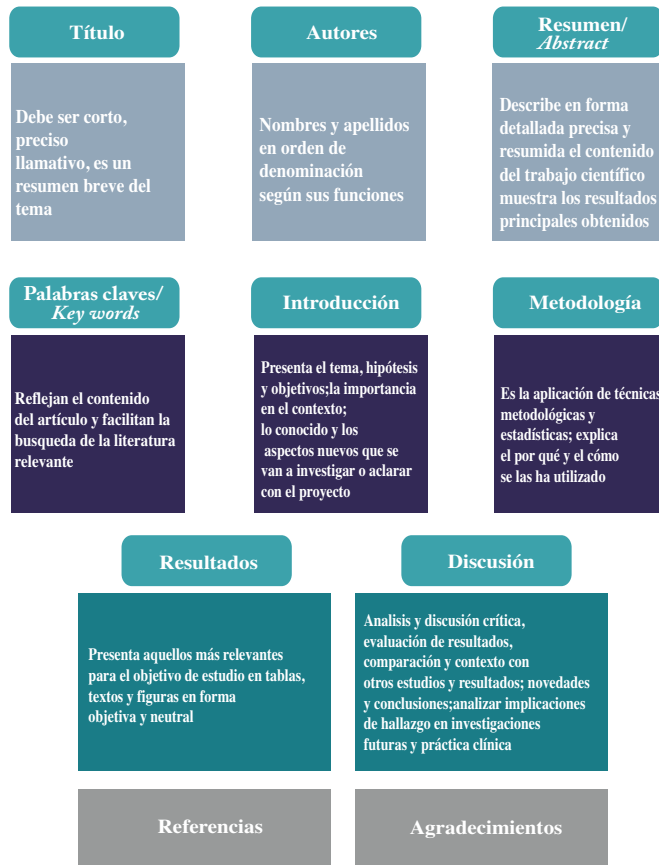 Título
Debe ser corto,
preciso
llamativo, es un
resumen breve del
tema
Autores
Nombres y apellidos
en orden de
denominación
según sus funciones
Resumen/
Abstract
Describe en forma
detallada precisa y
resumida el contenido
del trabajo científico
muestra los resultados
principales obtenidos
Palabras claves/
Key words
Reflejan el contenido
del artículo y facilitan la
busqueda de la literatura
relevante
Introducción
Presenta el tema, hipótesis
y objetivos;la importancia
en el contexto;
lo conocido y los
aspectos nuevos que se
van a investigar o aclarar
con el proyecto
Metodología
Es la aplicación de técnicas
metodológicas y
estadísticas; explica
el por qué y el cómo
se las ha utilizado
Resultados
Presenta aquellos más relevantes
para el objetivo de estudio en tablas,
textos y figuras en forma
objetiva y neutral
Discusión
Analisis y discusión crítica,
evaluación de resultados,
comparación y contexto con
otros estudios y resultados; novedades
y conclusiones;analizar implicaciones
de hallazgo en investigaciones
futuras y práctica clínica
Referencias
Agradecimientos